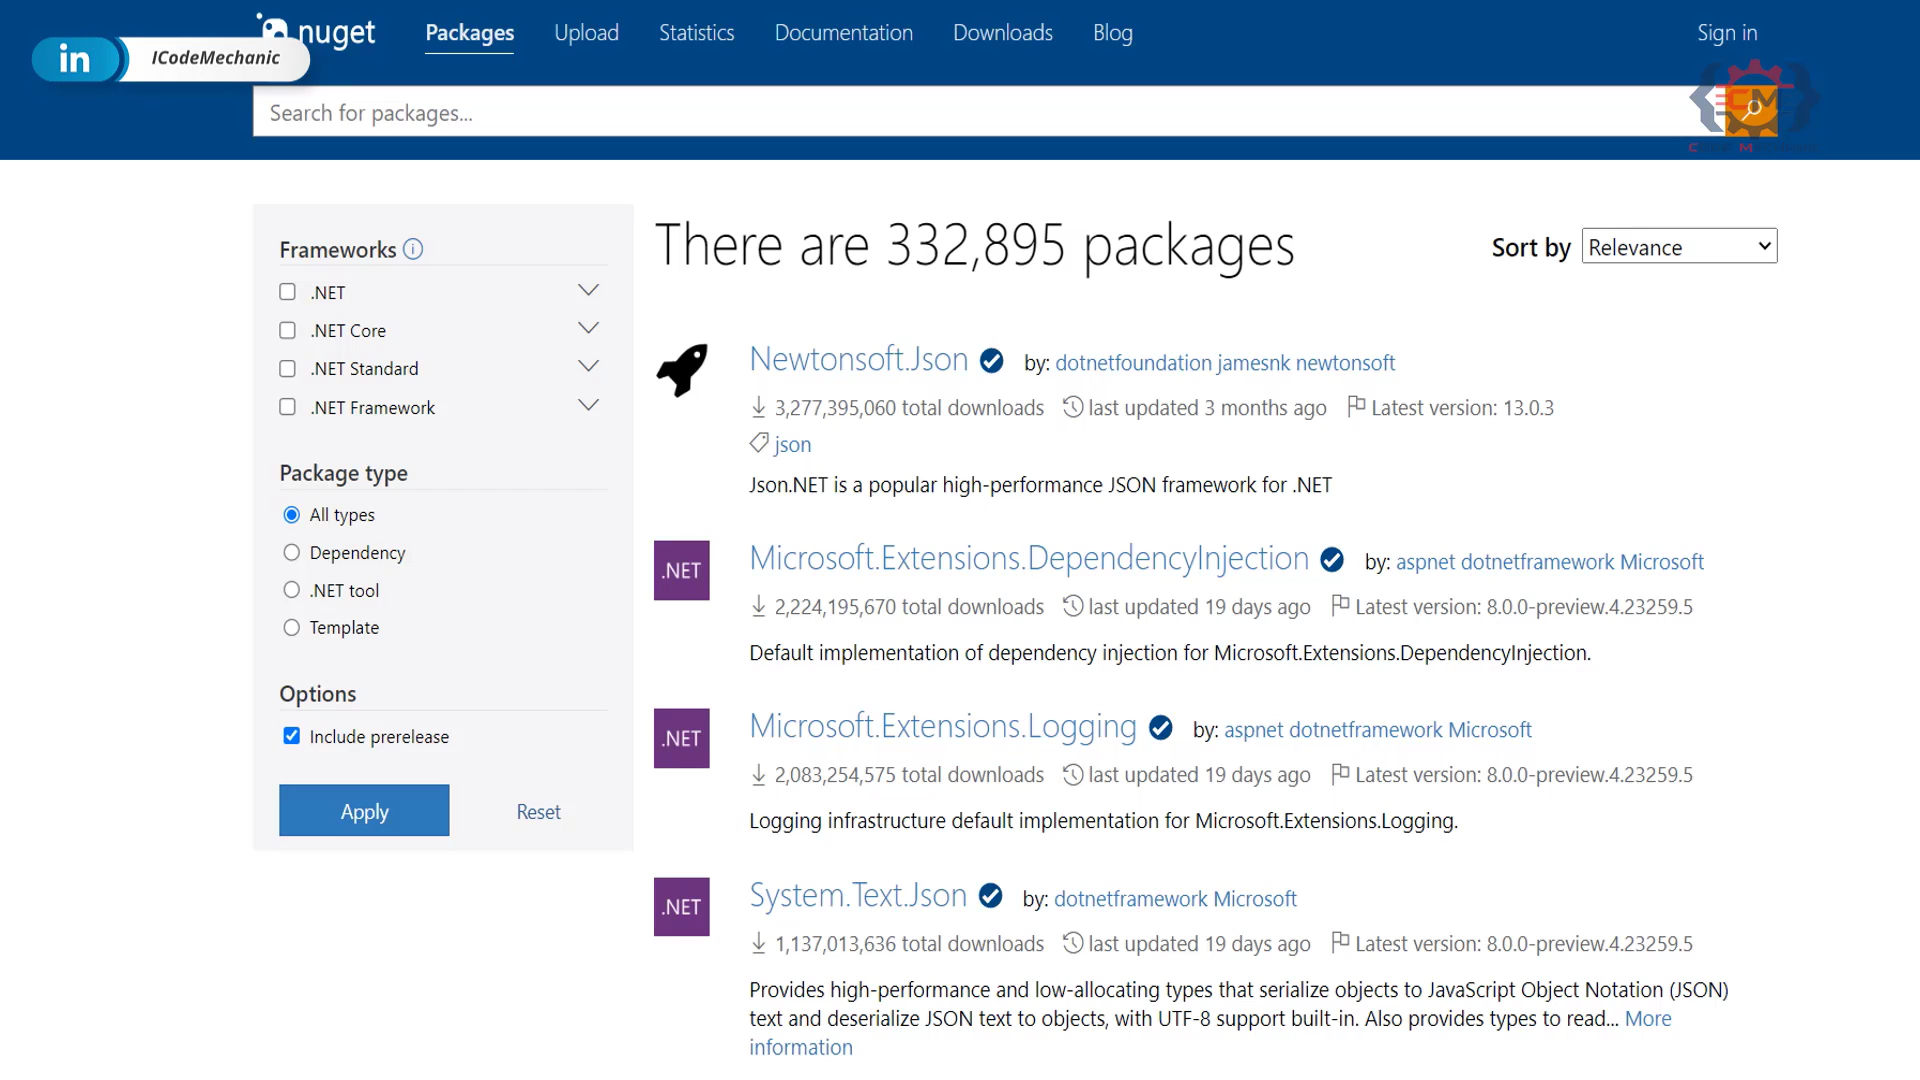 nuget
Packages
Upload
Statistics
Documentation
Downloads
Blog
Sign in
in
ICodeMechanic
Search for packages...
CM
Frameworks
.NET
.NET Core
.NET Standard
.NET Framework
Package type
All types
Dependency
.NET tool
Template
Options
Include prerelease
Apply
Reset
There are 332,895 packages
Sort by
Relevance
Newtonsoft.Json by: dotnetfoundation jamesnk newtonsoft
3,277,395,060 total downloads last updated 3 months ago Latest version: 13.0.3
json
Json.NET is a popular high-performance JSON framework for .NET
.NET
Microsoft.Extensions.DependencyInjection by: aspnet dotnetframework Microsoft
2,224,195,670 total downloads last updated 19 days ago Latest version: 8.0.0-preview.4.23259.5
Default implementation of dependency injection for Microsoft.Extensions.DependencyInjection.
.NET
Microsoft.Extensions.Logging by: aspnet dotnetframework Microsoft
2,083,254,575 total downloads last updated 19 days ago Latest version: 8.0.0-preview.4.23259.5
Logging infrastructure default implementation for Microsoft.Extensions.Logging.
.NET
System.Text.Json by: dotnetframework Microsoft
1,137,013,636 total downloads last updated 19 days ago Latest version: 8.0.0-preview.4.23259.5
Provides high-performance and low-allocating types that serialize objects to JavaScript Object Notation (JSON)
text and deserialize JSON text to objects, with UTF-8 support built-in. Also provides types to read... More
information